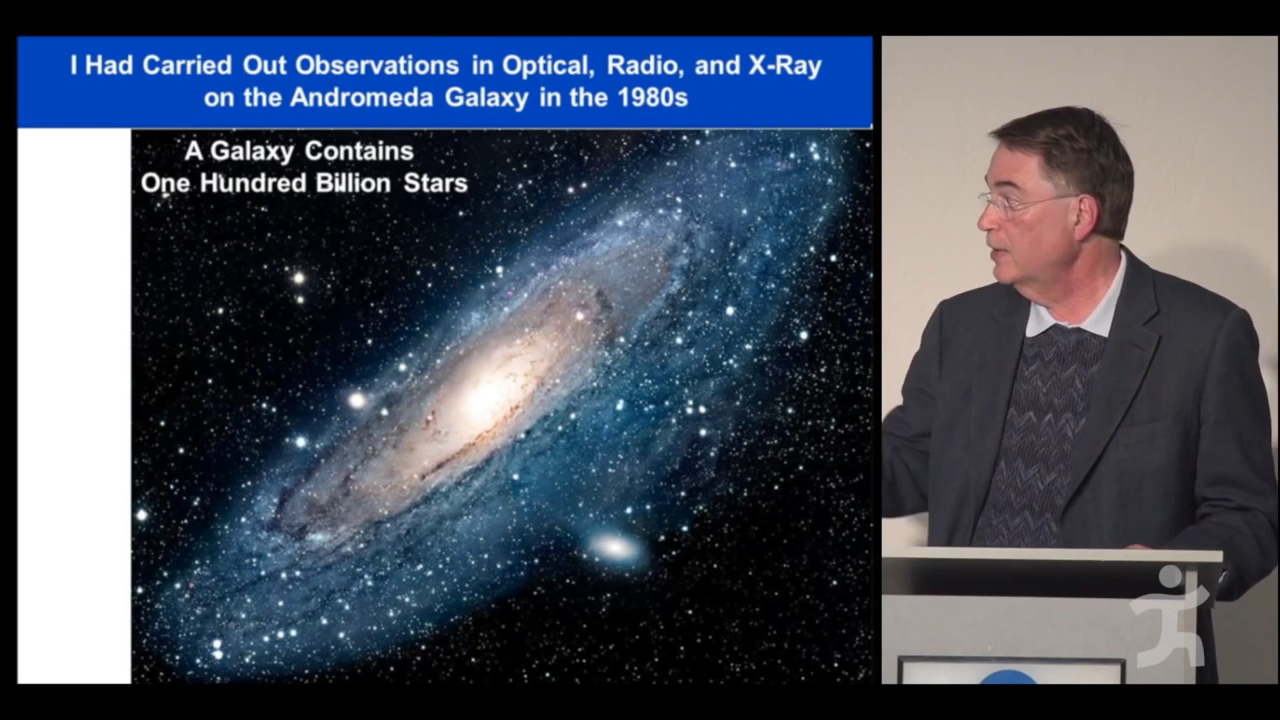 I Had Carried Out Observations in Optical, Radio, and X-Ray
on the Andromeda Galaxy in the 1980s
A Galaxy Contains
One Hundred Billion Stars